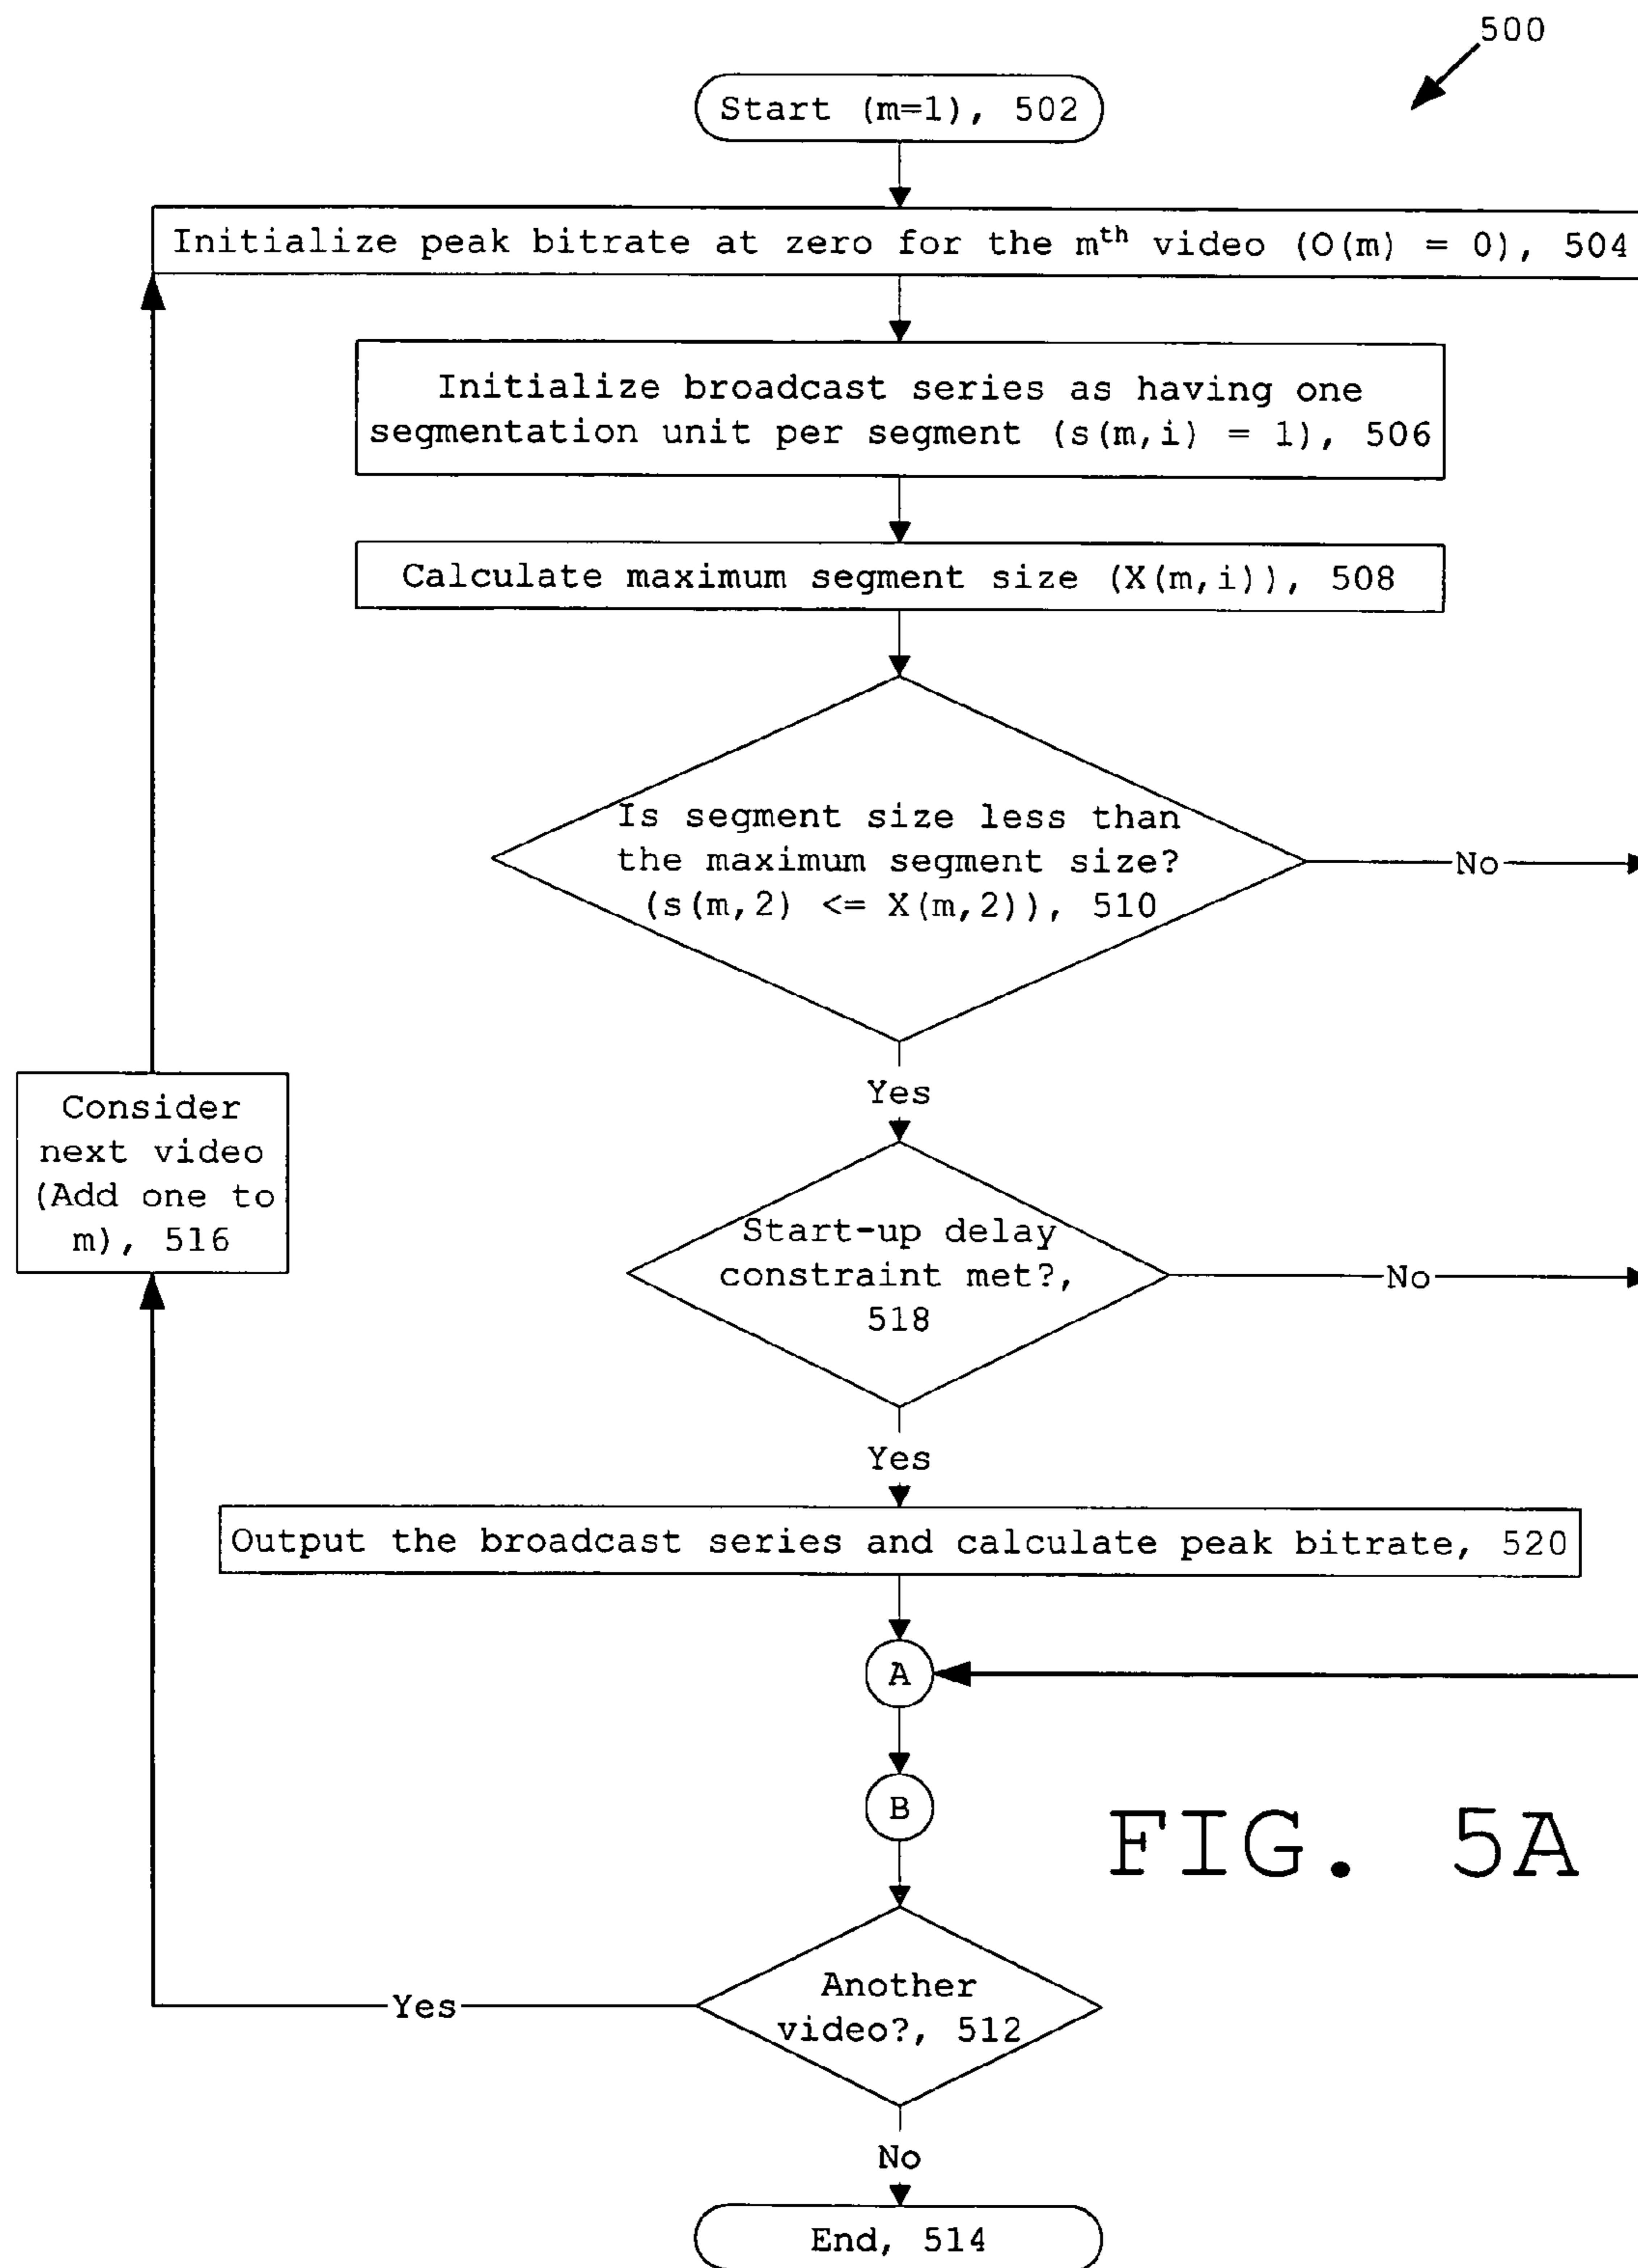 500
Start (m=1), 502
Initialize peak bitrate at zero for the mth video (O(m) = 0), 504
Initialize broadcast series as having one
segmentation unit per segment (s(m,i) = 1), 506
Calculate maximum segment size (X(m,i)), 508
Is segment size less than
the maximum segment size?
(s(m,2) <= X(m,2)), 510
No
Yes
Consider
next video
(Add one to
m), 516
Start-up delay
constraint met?,
518
No
Yes
Output the broadcast series and calculate peak bitrate, 520
A
B
FIG. 5A
Another
video?, 512
Yes
No
End, 514